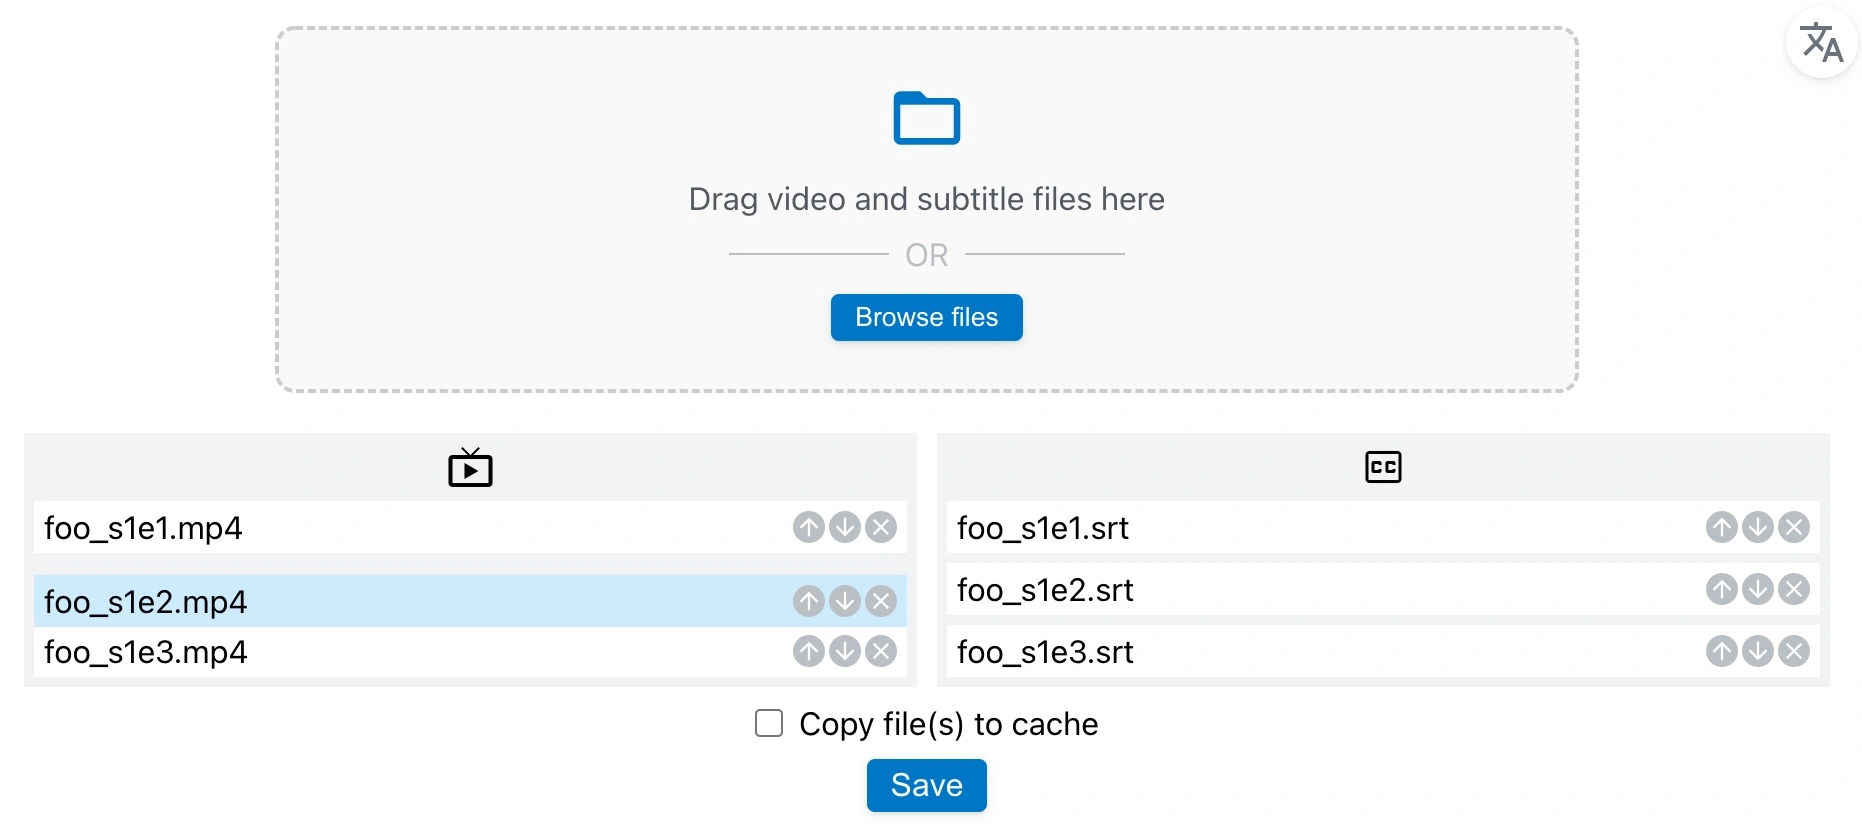 Drag video and subtitle files here
OR
Browse files
CC
foo_s1e1.mp4
foo_s1e2.mp4
foo_s1e3.mp4
foo_s1e1.srt
foo_s1e2.srt
foo_s1e3.srt
Copy file(s) to cache
Save